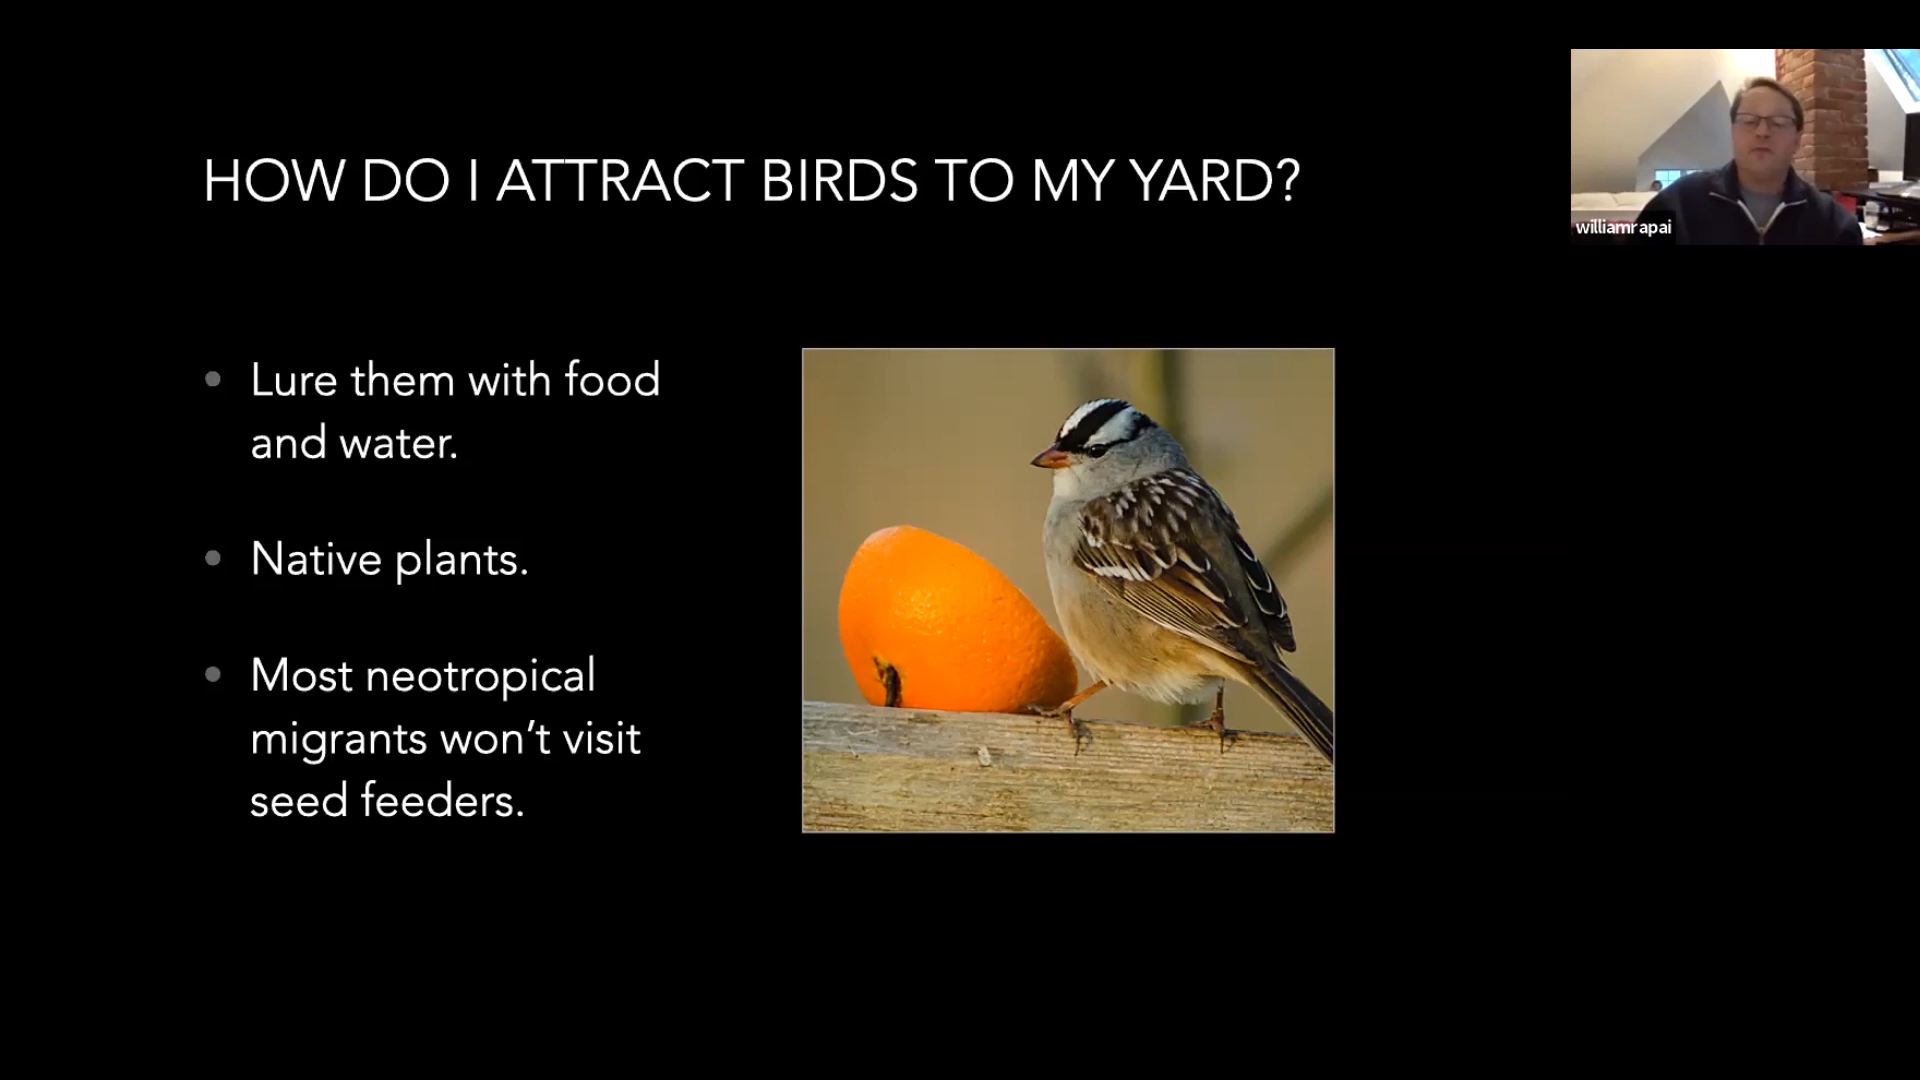 HOW DO I ATTRACT BIRDS TO MY YARD?
williamrapai
Lure them with food
and water.
Native plants.
Most neotropical
migrants won’t visit
seed feeders.